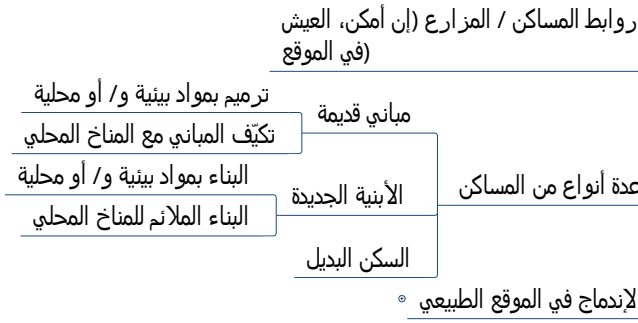 روابط المساكن / المزارع (إن أمكن، العيش
في الموقع)
مباني قديمة
ترميم بمواد بيئية و/ أو محلية
تكيّف المباني مع المناخ المحلي
عدة أنواع من المساكن
الأبنية الجديدة
البناء بمواد بيئية و/ أو محلية
البناء الملائم للمناخ المحلي
السكن البديل
لإندماج في الموقع الطبيعي